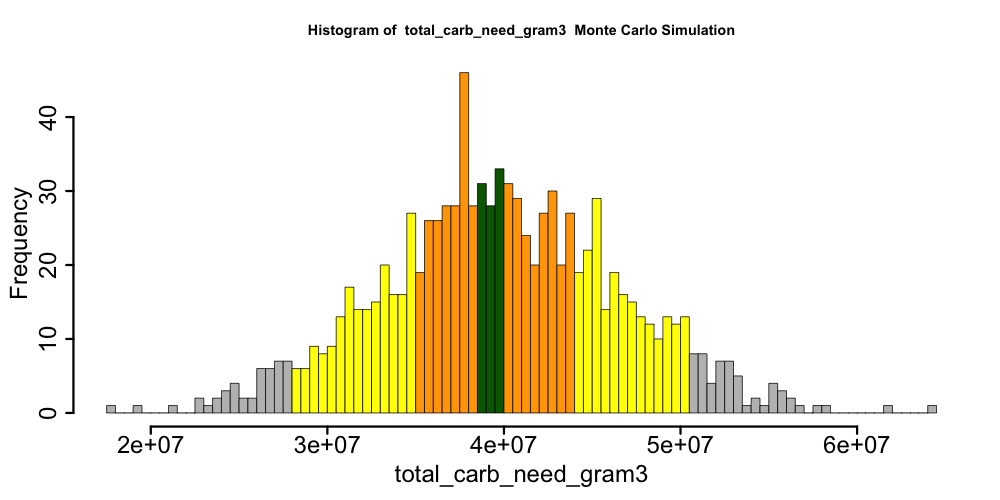 Histogram of  total_carb_need_gram3  Monte Carlo Simulation
Frequency
40
30
20
10
0
2e+07 3e+07 4e+07 5e+07 6e+07
total_carb_need_gram3